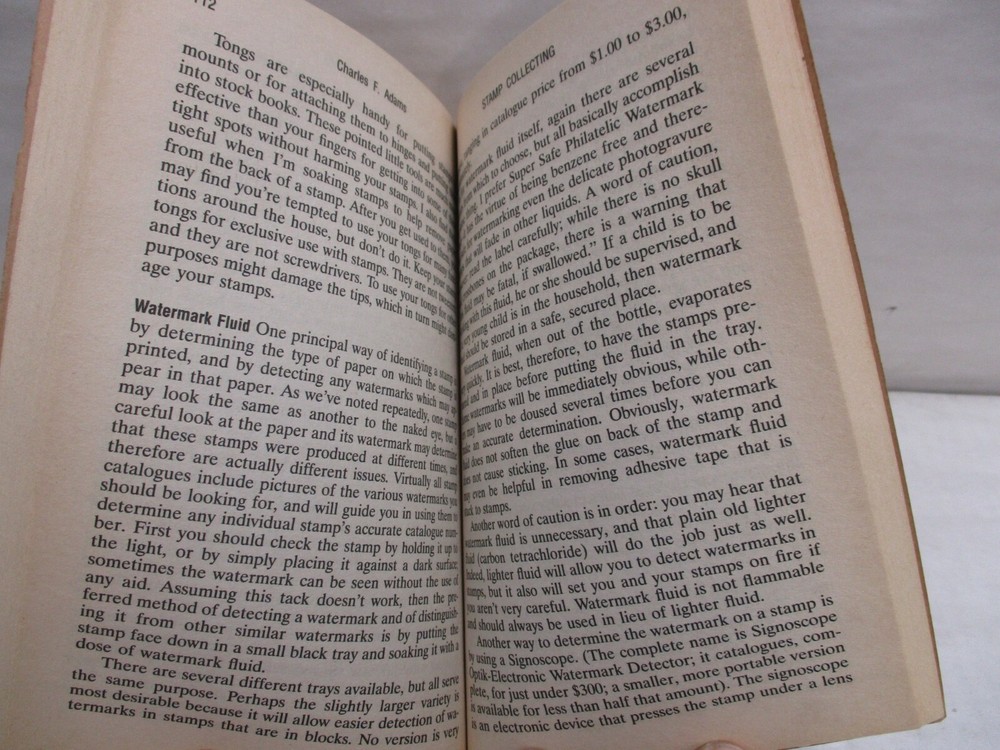 112
Charles F. Adams
Tongs are especially handy for putting
mounts or for attaching them to hinges and putting
into stock books. These pointed little tools are more
effective than your fingers for getting into some of
tight spots without harming your stamps. I also find
useful when I'm soaking stamps to help remove
from the back of a stamp. After you get used to them
may find you're tempted to use your tongs for many
tions around the house, but don't do it. Keep your
tongs for exclusive use with stamps. They are not
and they are not screwdrivers. To use your tongs for
purposes might damage the tips, which in turn might
age your stamps.
Watermark Fluid One principal way of identifying a stamp
by determining the type of paper on which the stamp
printed, and by detecting any watermarks which may ap-
pear in that paper. As we've noted repeatedly, one stamp
may look the same as another to the naked eye, but
careful look at the paper and its watermark may determine
that these stamps were produced at different times, and
therefore are actually different issues. Virtually all stamp
catalogues include pictures of the various watermarks you
should be looking for, and will guide you in using them to
determine any individual stamp's accurate catalogue num-
ber. First you should check the stamp by holding it up to
the light, or by simply placing it against a dark surface;
sometimes the watermark can be seen without the use of
any aid. Assuming this tack doesn't work, then the pre-
ferred method of detecting a watermark and of distinguish-
ing it from other similar watermarks is by putting the
stamp face down in a small black tray and soaking it with a
dose of watermark fluid.
There are several different trays available, but all serve
the same purpose. Perhaps the slightly larger variety is
most desirable because it will allow easier detection of wa-
termarks in stamps that are in blocks. No version is very
STAMP COLLECTING
in catalogue price from $1.00 to $3.00,
watermark fluid itself, again there are several
which to choose, but all basically accomplish
I prefer Super Safe Philatelic Watermark
has the virtue of being benzene free and there-
for watermarking even the delicate photogravure
that will fade in other liquids. A word of caution,
read the label carefully; while there is no skull
crossbones on the package, there is a warning that
fluid may be fatal, if swallowed." If a child is to be
with this fluid, he or she should be supervised, and
very young child is in the household, then watermark
should be stored in a safe, secured place.
Watermark fluid, when out of the bottle, evaporates
quickly. It is best, therefore, to have the stamps pre-
and in place before putting the fluid in the tray.
watermarks will be immediately obvious, while oth-
may have to be doused several times before you can
make an accurate determination. Obviously, watermark
fluid does not soften the glue on back of the stamp and
does not cause sticking. In some cases, watermark fluid
may even be helpful in removing adhesive tape that is
stuck to stamps.
Another word of caution is in order: you may hear that
watermark fluid is unnecessary, and that plain old lighter
fluid (carbon tetrachloride) will do the job just as well.
Indeed, lighter fluid will allow you to detect watermarks in
stamps, but it also will set you and your stamps on fire if
you aren't very careful. Watermark fluid is not flammable
and should always be used in lieu of lighter fluid.
Another way to determine the watermark on a stamp is
by using a Signoscope. (The complete name is Signoscope
Optik-Electronic Watermark Detector; it catalogues, com-
plete, for just under $300; a smaller, more portable version
is available for less than half that amount). The signoscope
is an electronic device that presses the stamp under a lens